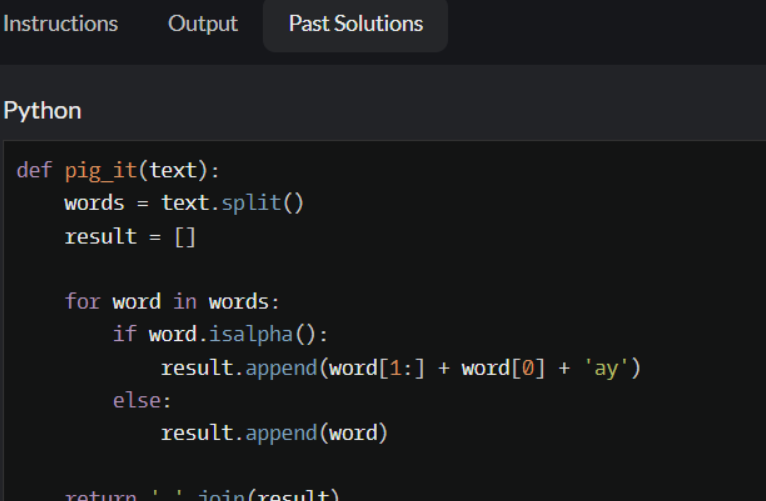 Instructions Output Past Solutions
Python
def pig_it(text):
    words = text.split()
    result = []
    for word in words:
        if word.isalpha():
            result.append(word[1:] + word[0] + 'ay')
        else:
            result.append(word)
    return ' '.join(result)